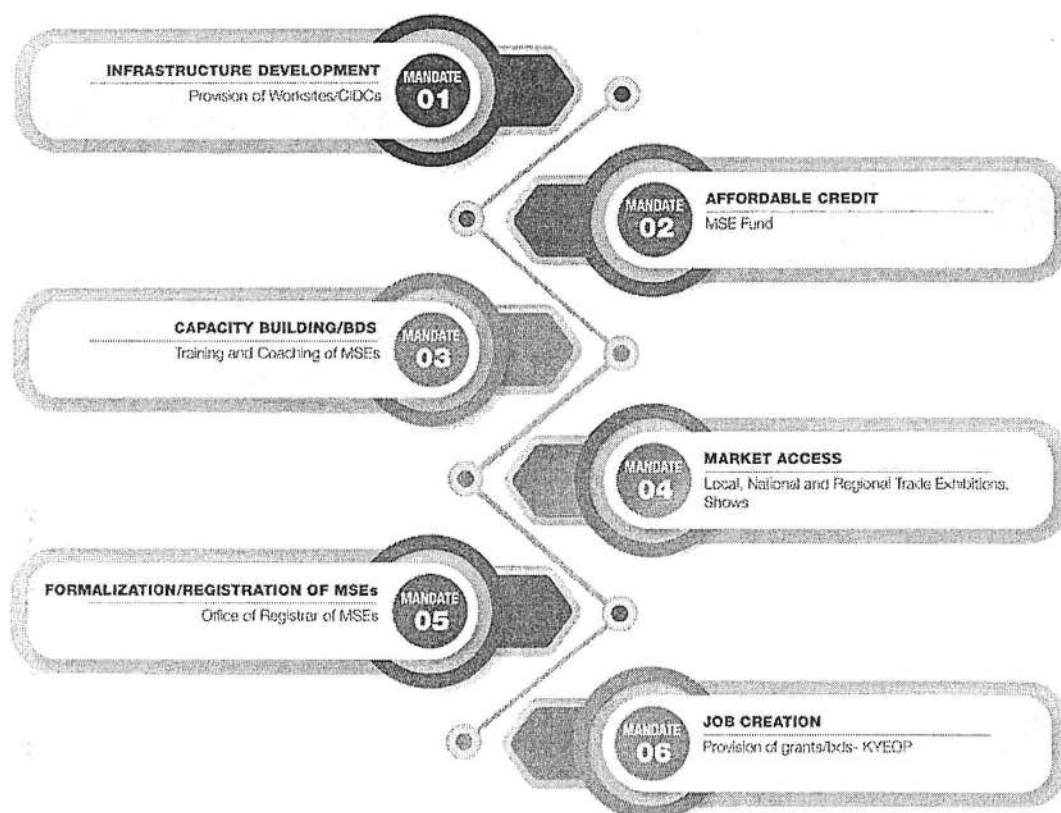 INFRASTRUCTURE DEVELOPMENT
Provision of Worksites/CIDCs
MANDATE
01
AFFORDABLE CREDIT
MSE Fund
MANDATE
02
CAPACITY BUILDING/BDS
Training and Coaching of MSEs
MANDATE
03
MARKET ACCESS
Local, National and Regional Trade Exhibitions,
Shows
MANDATE
04
FORMALIZATION/REGISTRATION OF MSEs
Office of Registrar of MSEs
MANDATE
05
JOB CREATION
Provision of grants/bds- KYEOP
MANDATE
06